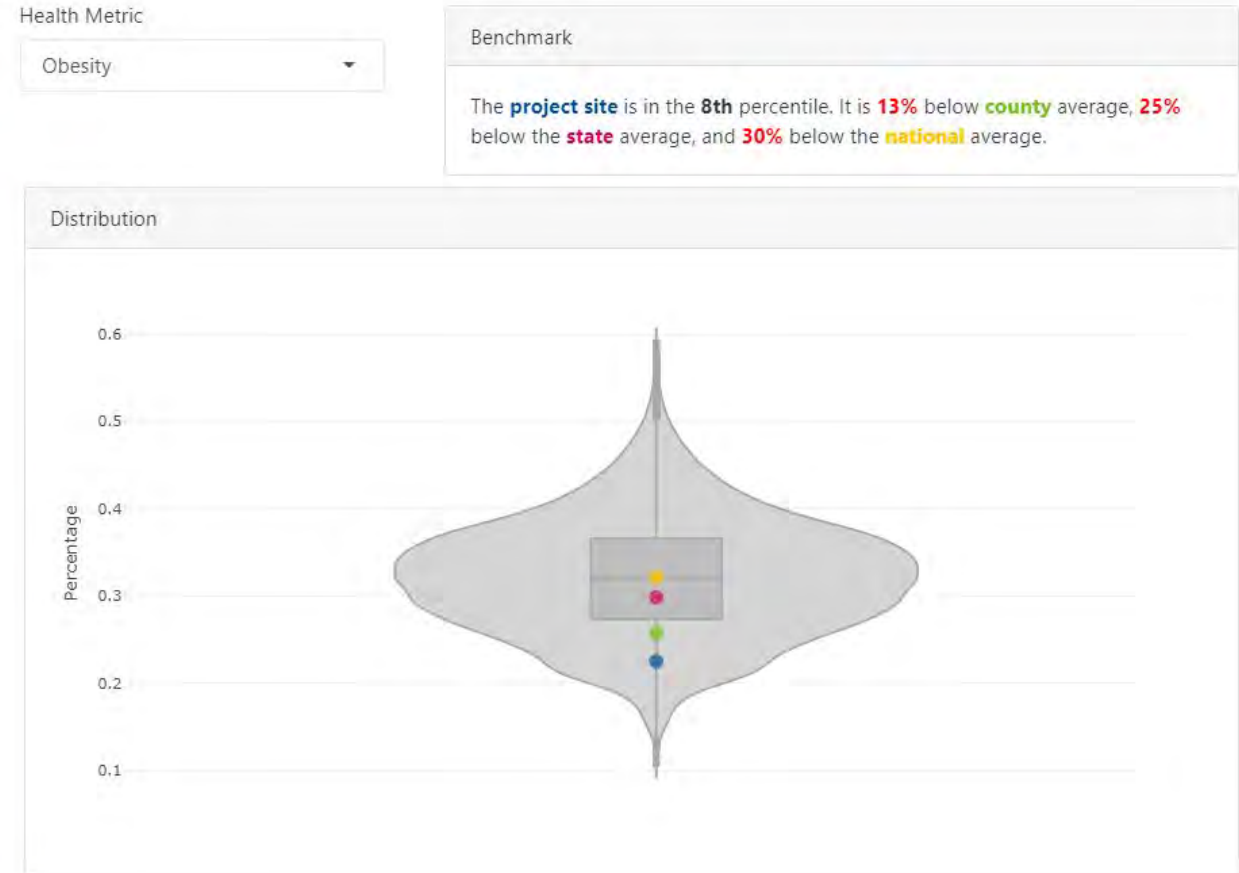 Health Metric
Obesity
Benchmark
The project site is in the 8th percentile. It is 13% below county average, 25%
below the state average, and 30% below the national average.
Distribution
0.6
0.5
0.4
0.3
0.2
0.1
Percentage